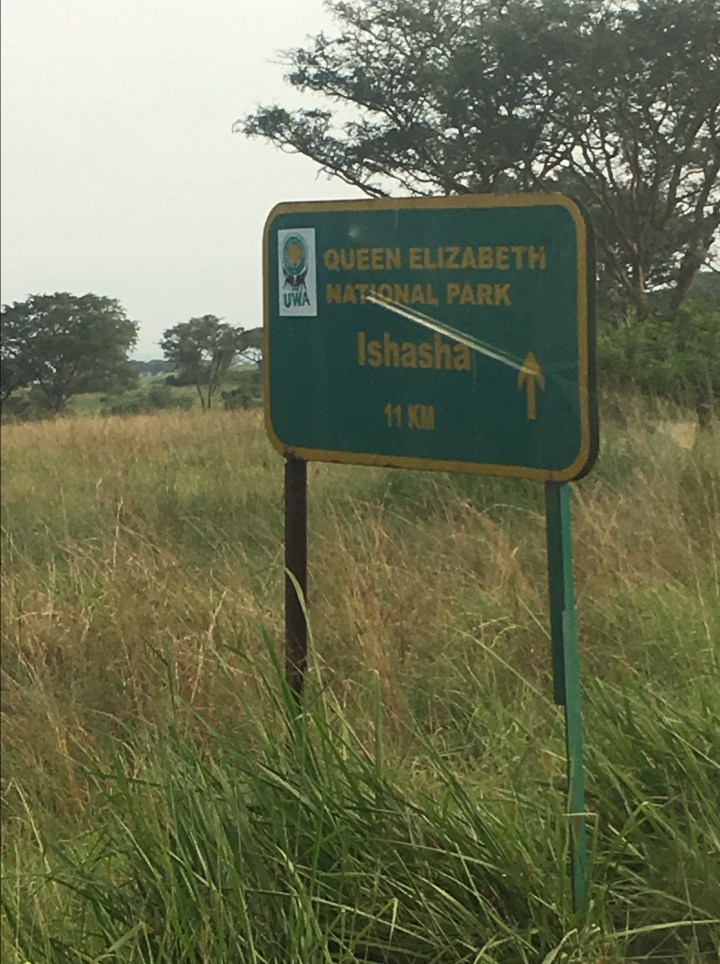 UWA
QUEEN ELIZABETH
NATIONAL PARK
Ishasha
11 KM